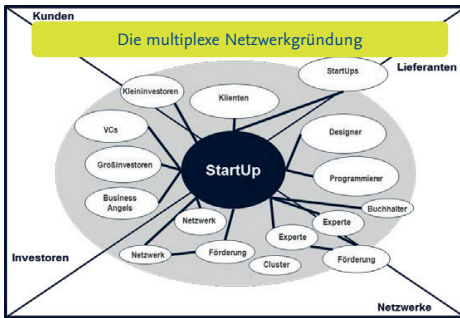 Kunden
Die multiplexe Netzwerkgründung
StartUps
Lieferanten
Kleininvestoren
Klienten
VCs
Designer
Großinvestoren
StartUp
Programmierer
Business
Angels
Buchhalter
Netzwerk
Experte
Experte
Investoren
Netzwerk
Förderung
Cluster
Förderung
Netzwerke